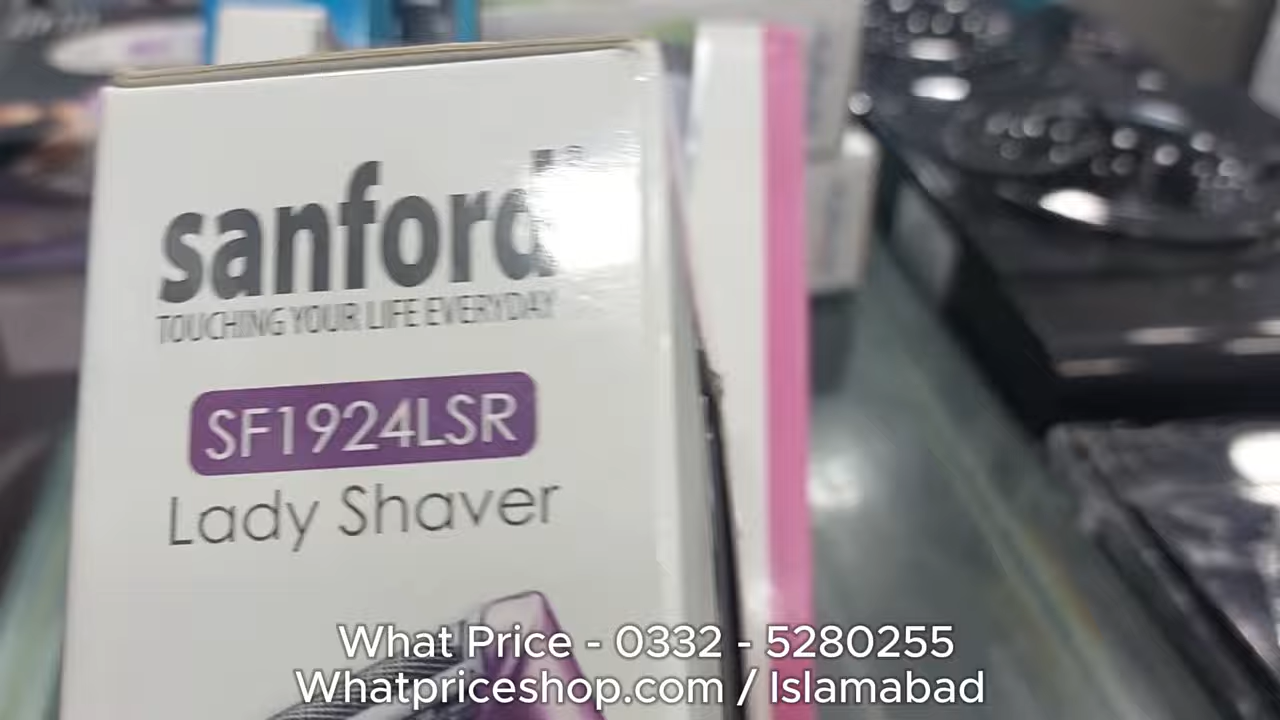 sanford
TOUCHING YOUR LIFE EVERYDAY
SF1924LSR
Lady Shaver
What Price - 0332 - 5280255
Whatpriceshop.com / Islamabad